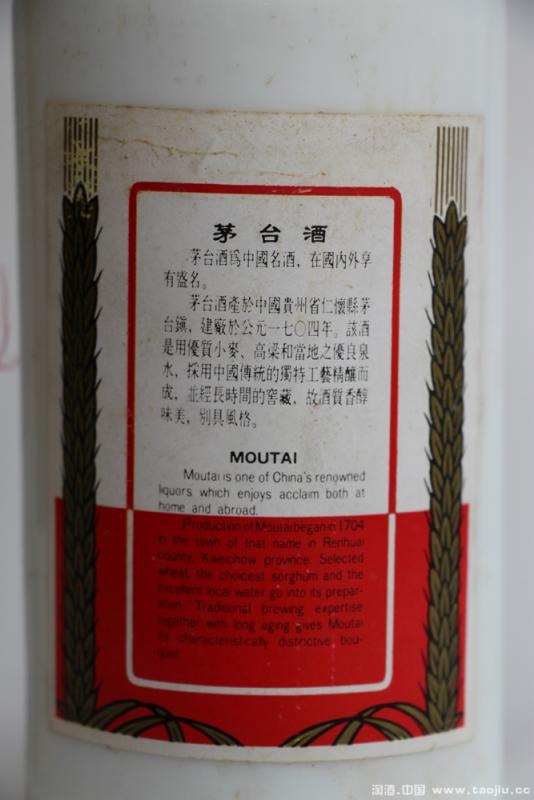 茅台酒
茅台酒爲中國名酒，在國內外享
有盛名。
茅台酒產於中國貴州省仁懷縣茅
台鎮，建廠於公元一七〇四年。該酒
是用優質小麥、高梁和當地之優良泉
水，採用中國傳統的獨特工藝精釀而
成，並經長時間的窖藏，故酒質香醇
味美，別具風格。
MOUTAI
Moutai is one of China's renowned
liquors which enjoys acclaim both at
home and abroad.
Production of Moutai began in 1704
in the town of that name in Renhuai
county, Kweichow province. Selected
wheat, the choicest sorghum and the
excellent local water go into its prepar-
ation. Traditional brewing expertise
together with long aging gives Moutai
its characteristically distinctive bou-
quet.
淘酒.中国 www.taojiu.cc